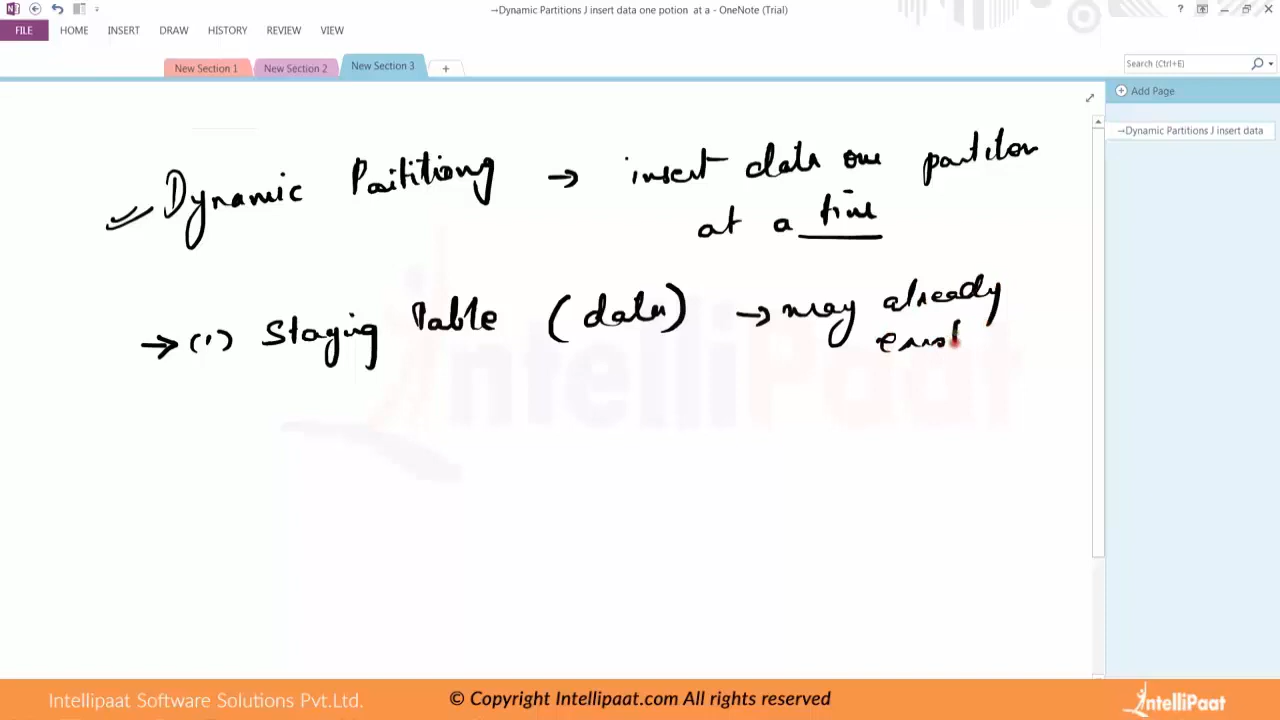 →Dynamic Partitions J insert data one potion at a - OneNote (Trial)
FILE HOME INSERT DRAW HISTORY REVIEW VIEW
New Section 1 New Section 2 New Section 3 +
Search (Ctrl+E)
Add Page
→Dynamic Partitions J insert data
Dynamic Partitiong → insert data one partition
at a time
→ (1) Staging Table (data) → may already
exist
IntelliPaat
Intellipaat Software Solutions Pvt.Ltd.
© Copyright Intellipaat.com All rights reserved
IntelliPaat